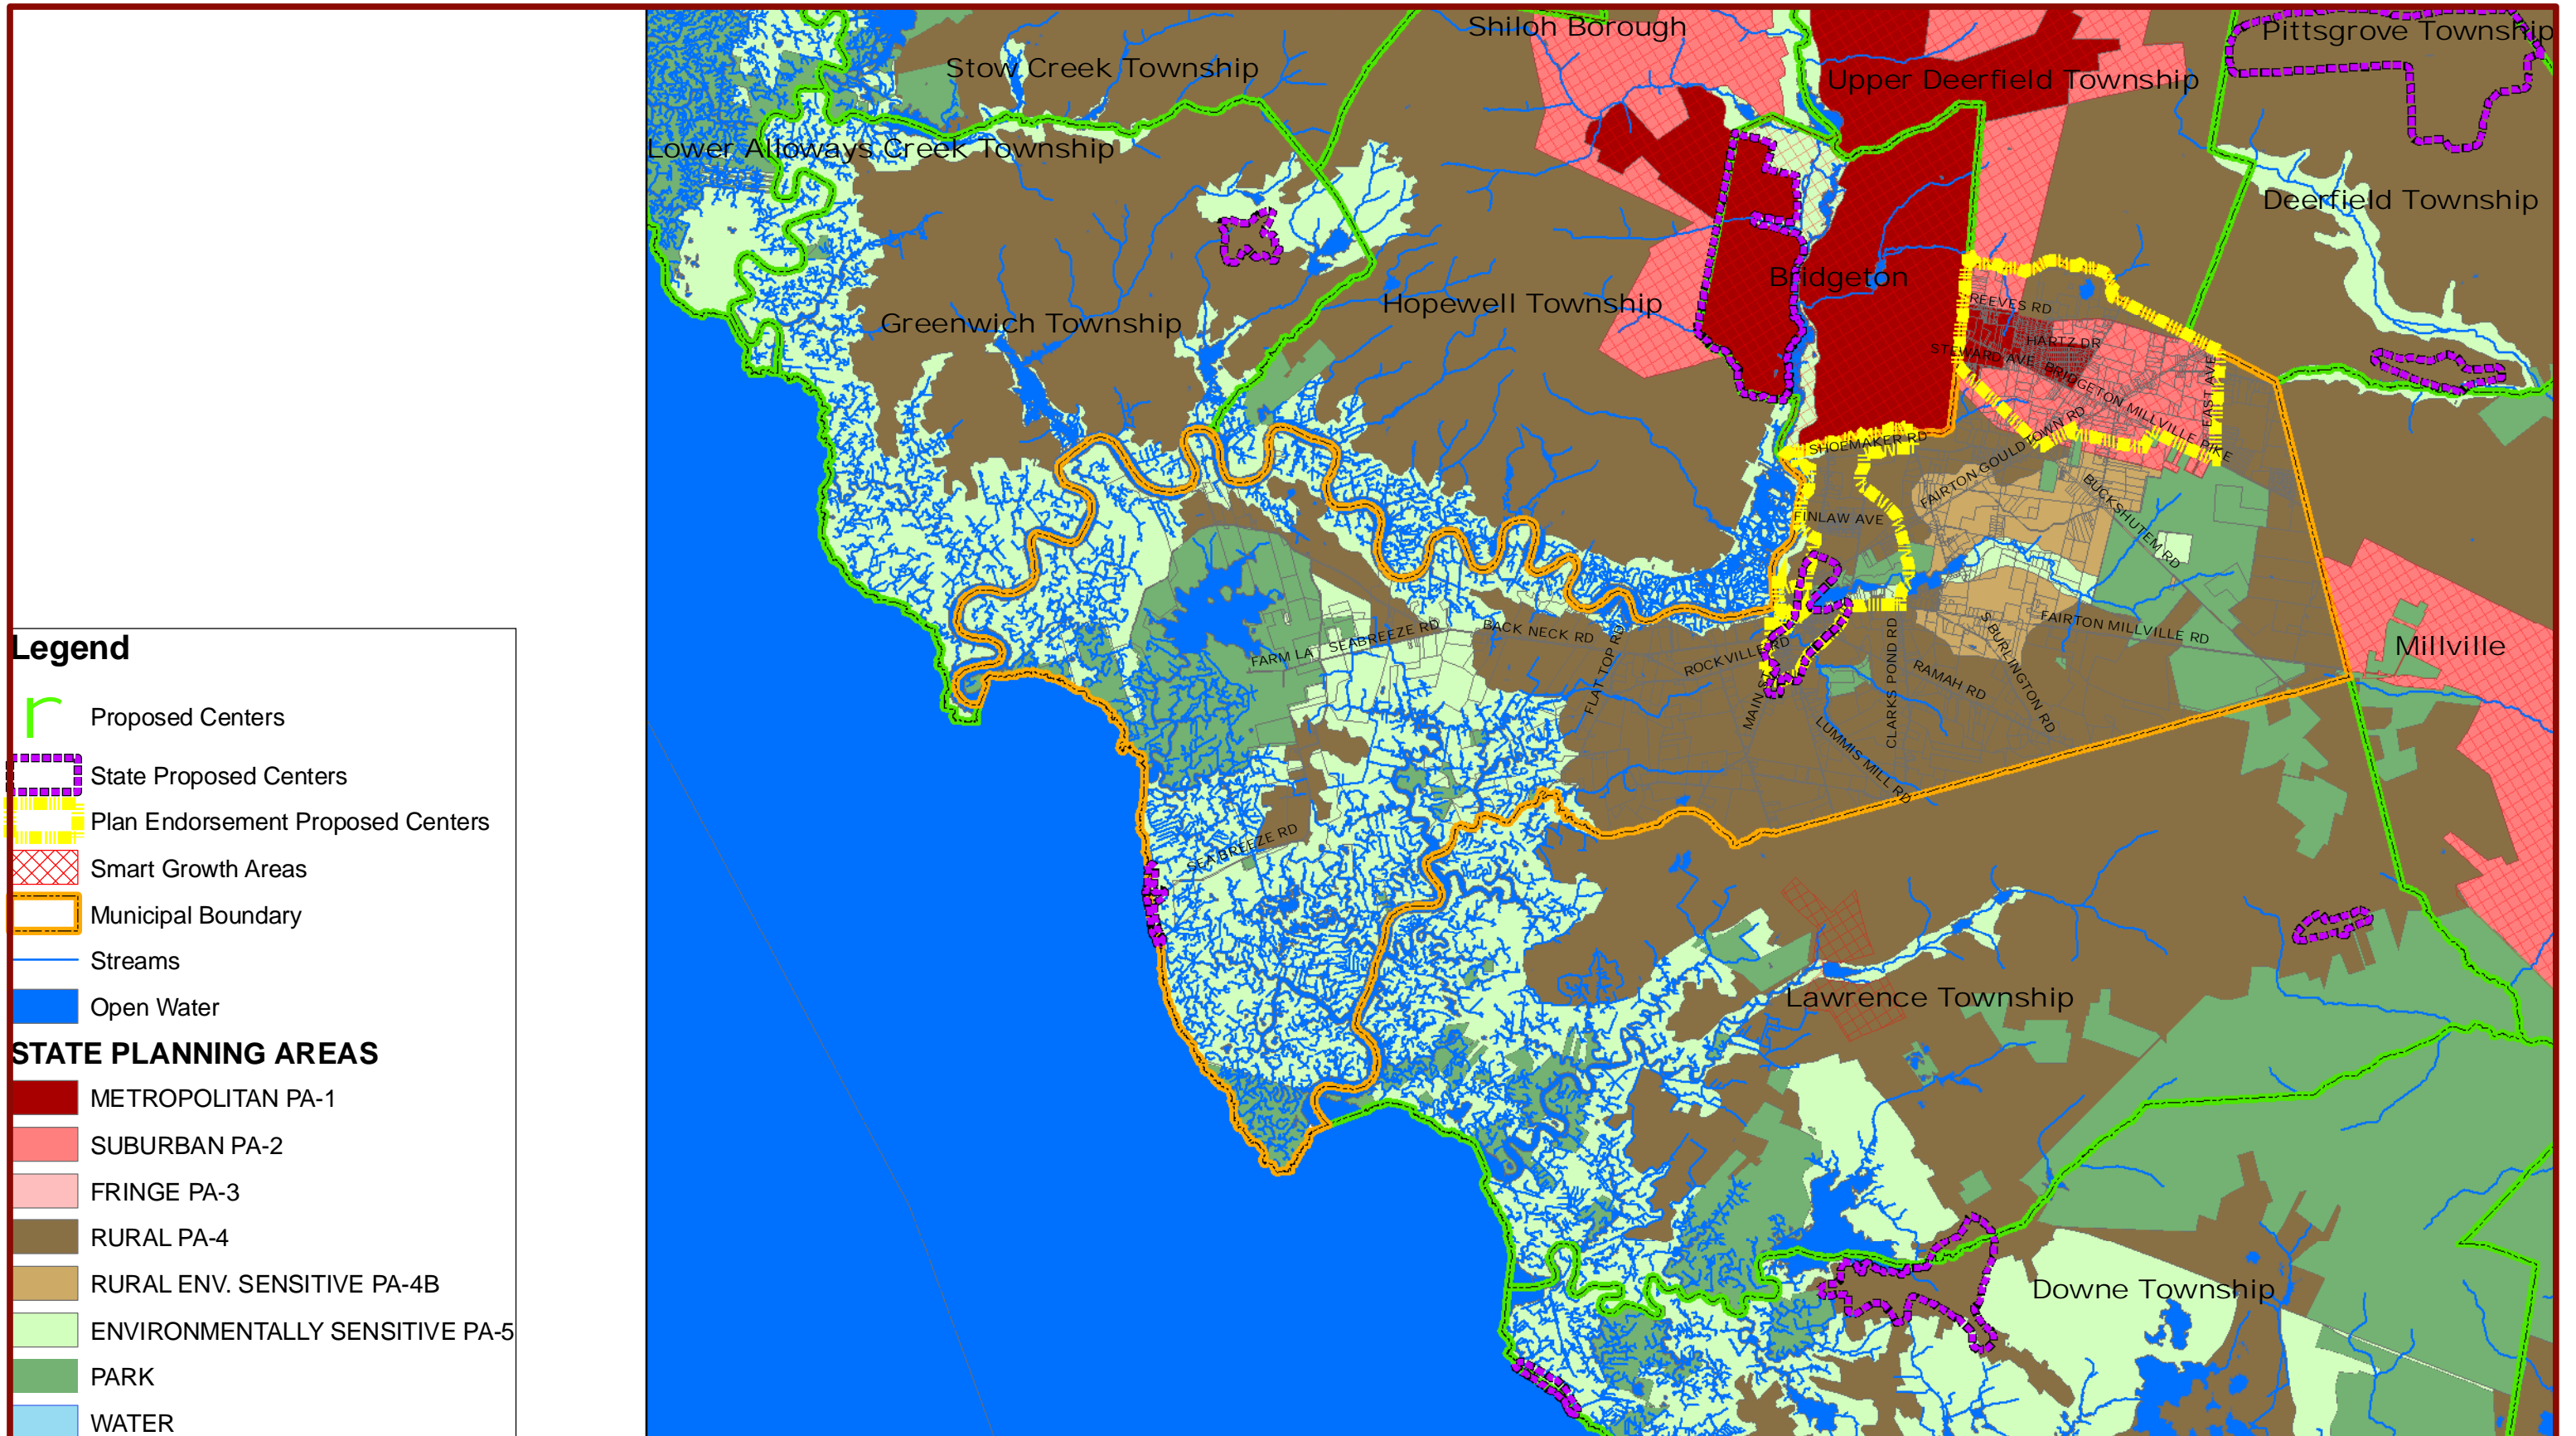 Shiloh Borough
Pittsgrove Township
Stow Creek Township
Upper Deerfield Township
Lower Alloways Creek Township
Deerfield Township
Bridgeton
Hopewell Township
Greenwich Township
REEVES RD
HARTZ DR
STEWARD AVE
BRIDGETON MILLVILLE PIKE
EAST AVE
SHOEMAKER RD
FAIRTON GOULDTOWN RD
BUCKSHUTEM RD
FINLAW AVE
BACK NECK RD
SEABREEZE RD
FARM LA
FLAT TOP RD
ROCKVILLE RD
MAIN ST
CLARKS POND RD
RAMAH RD
S BURLINGTON RD
FAIRTON MILLVILLE RD
LUMMIS MILL RD
Millville
SEABREEZE RD
Lawrence Township
Downe Township
Legend
Proposed Centers
State Proposed Centers
Plan Endorsement Proposed Centers
Smart Growth Areas
Municipal Boundary
Streams
Open Water
STATE PLANNING AREAS
METROPOLITAN PA-1
SUBURBAN PA-2
FRINGE PA-3
RURAL PA-4
RURAL ENV. SENSITIVE PA-4B
ENVIRONMENTALLY SENSITIVE PA-5
PARK
WATER